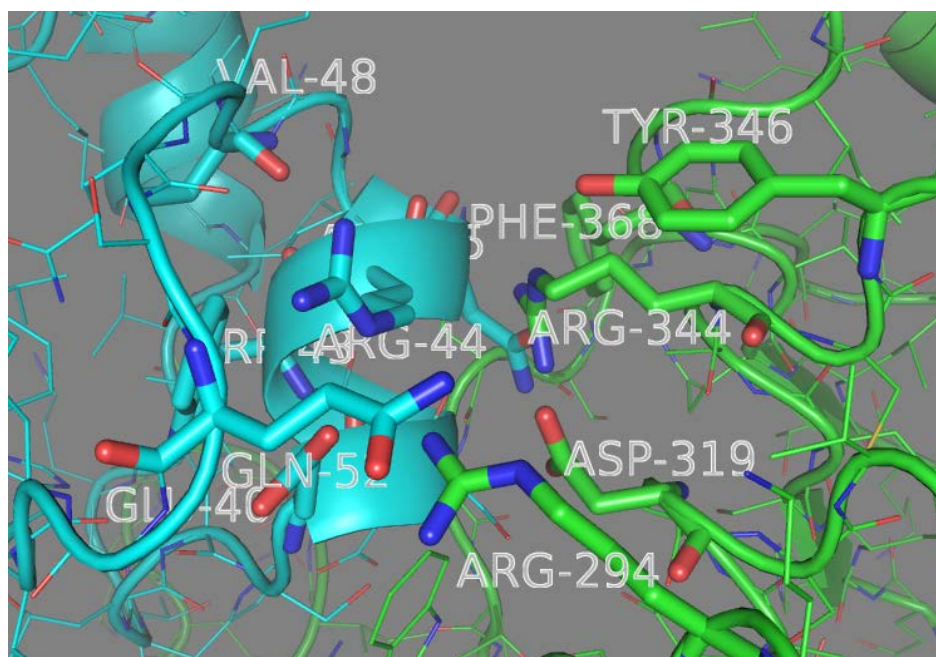 VAL-48
TYR-346
PHE-368
ARG-344
ARG-44
ASP-319
GLN-52
ARG-294